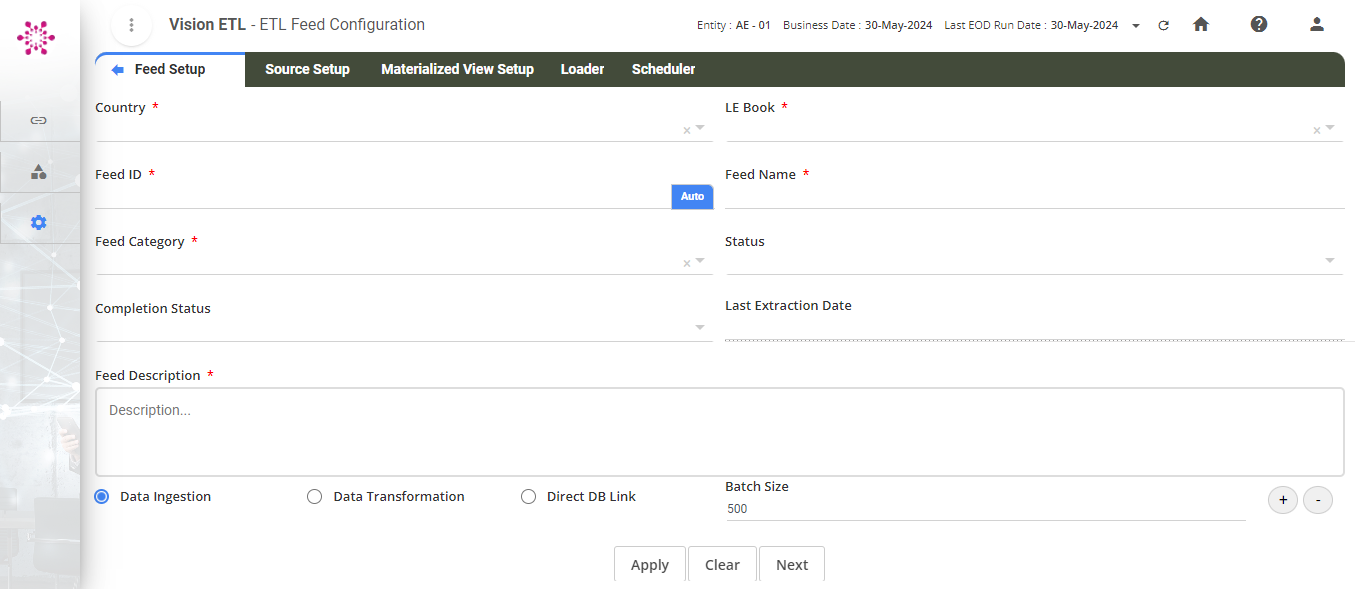 Vision ETL - ETL Feed Configuration
Entity : AE - 01 Business Date : 30-May-2024 Last EOD Run Date : 30-May-2024
Feed Setup Source Setup Materialized View Setup Loader Scheduler
Country * LE Book *
× ×
Feed ID * Feed Name *
Auto
Feed Category * Status
×
Completion Status Last Extraction Date
Feed Description *
Description...
Data Ingestion Data Transformation Direct DB Link Batch Size
500 + -
Apply Clear Next